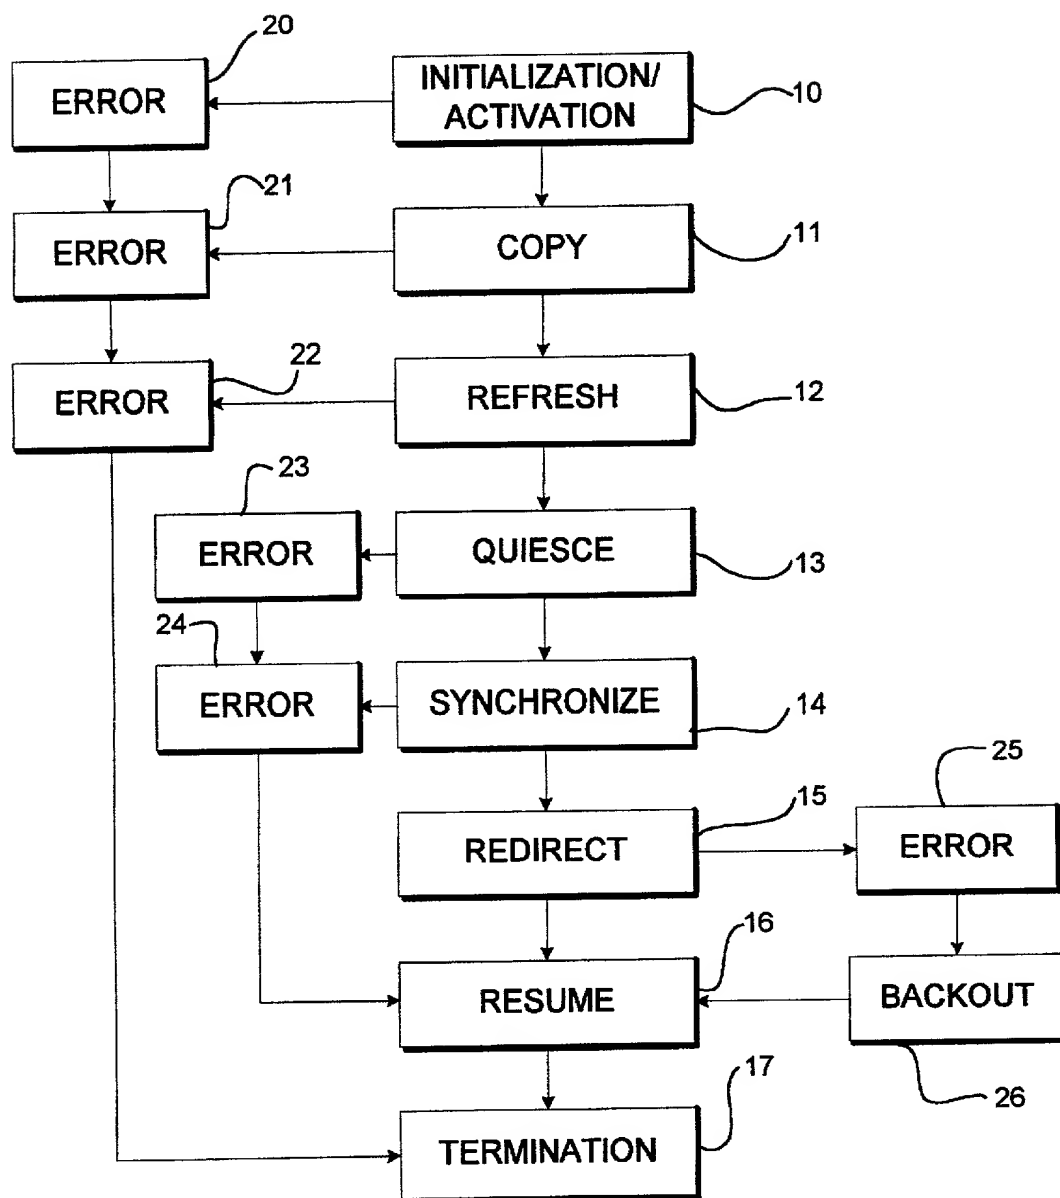 20
ERROR
INITIALIZATION/
ACTIVATION
10
21
ERROR
COPY
11
22
ERROR
REFRESH
12
23
ERROR
QUIESCE
13
24
ERROR
SYNCHRONIZE
14
25
15
REDIRECT
ERROR
16
RESUME
BACKOUT
26
17
TERMINATION